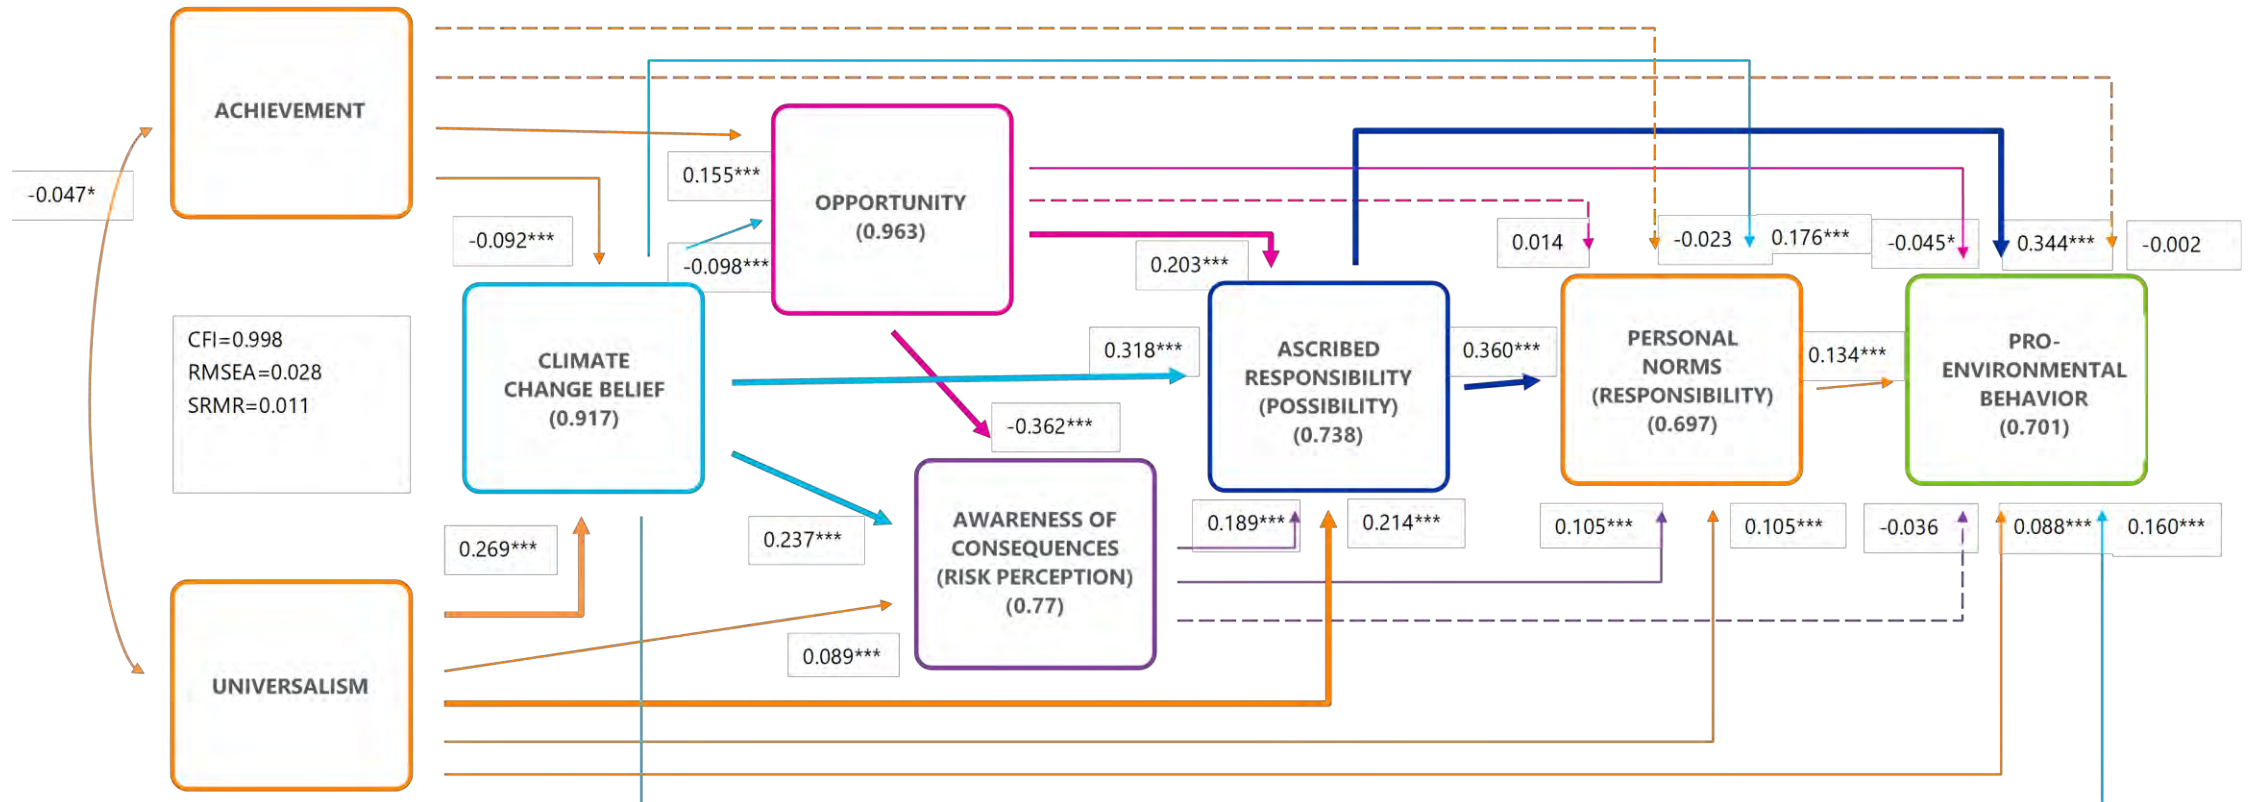 ACHIEVEMENT
-0.047*
0.155***
OPPORTUNITY
(0.963)
-0.092***
-0.098***
0.203***
0.014
-0.023
0.176***
-0.045*
0.344***
-0.002
CFI=0.998
RMSEA=0.028
SRMR=0.011
CLIMATE
CHANGE BELIEF
(0.917)
0.318***
ASCRIBED
RESPONSIBILITY
(POSSIBILITY)
(0.738)
0.360***
PERSONAL
NORMS
(RESPONSIBILITY)
(0.697)
0.134***
PRO-
ENVIRONMENTAL
BEHAVIOR
(0.701)
-0.362***
0.269***
0.237***
AWARENESS OF
CONSEQUENCES
(RISK PERCEPTION)
(0.77)
0.189***
0.214***
0.105***
0.105***
-0.036
0.088***
0.160***
0.089***
UNIVERSALISM